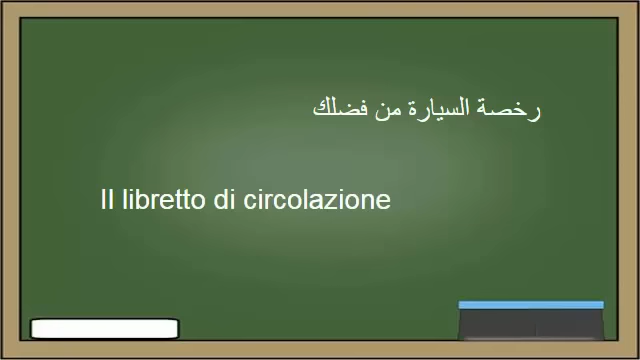 رخصة السيارة من فضلك
Il libretto di circolazione